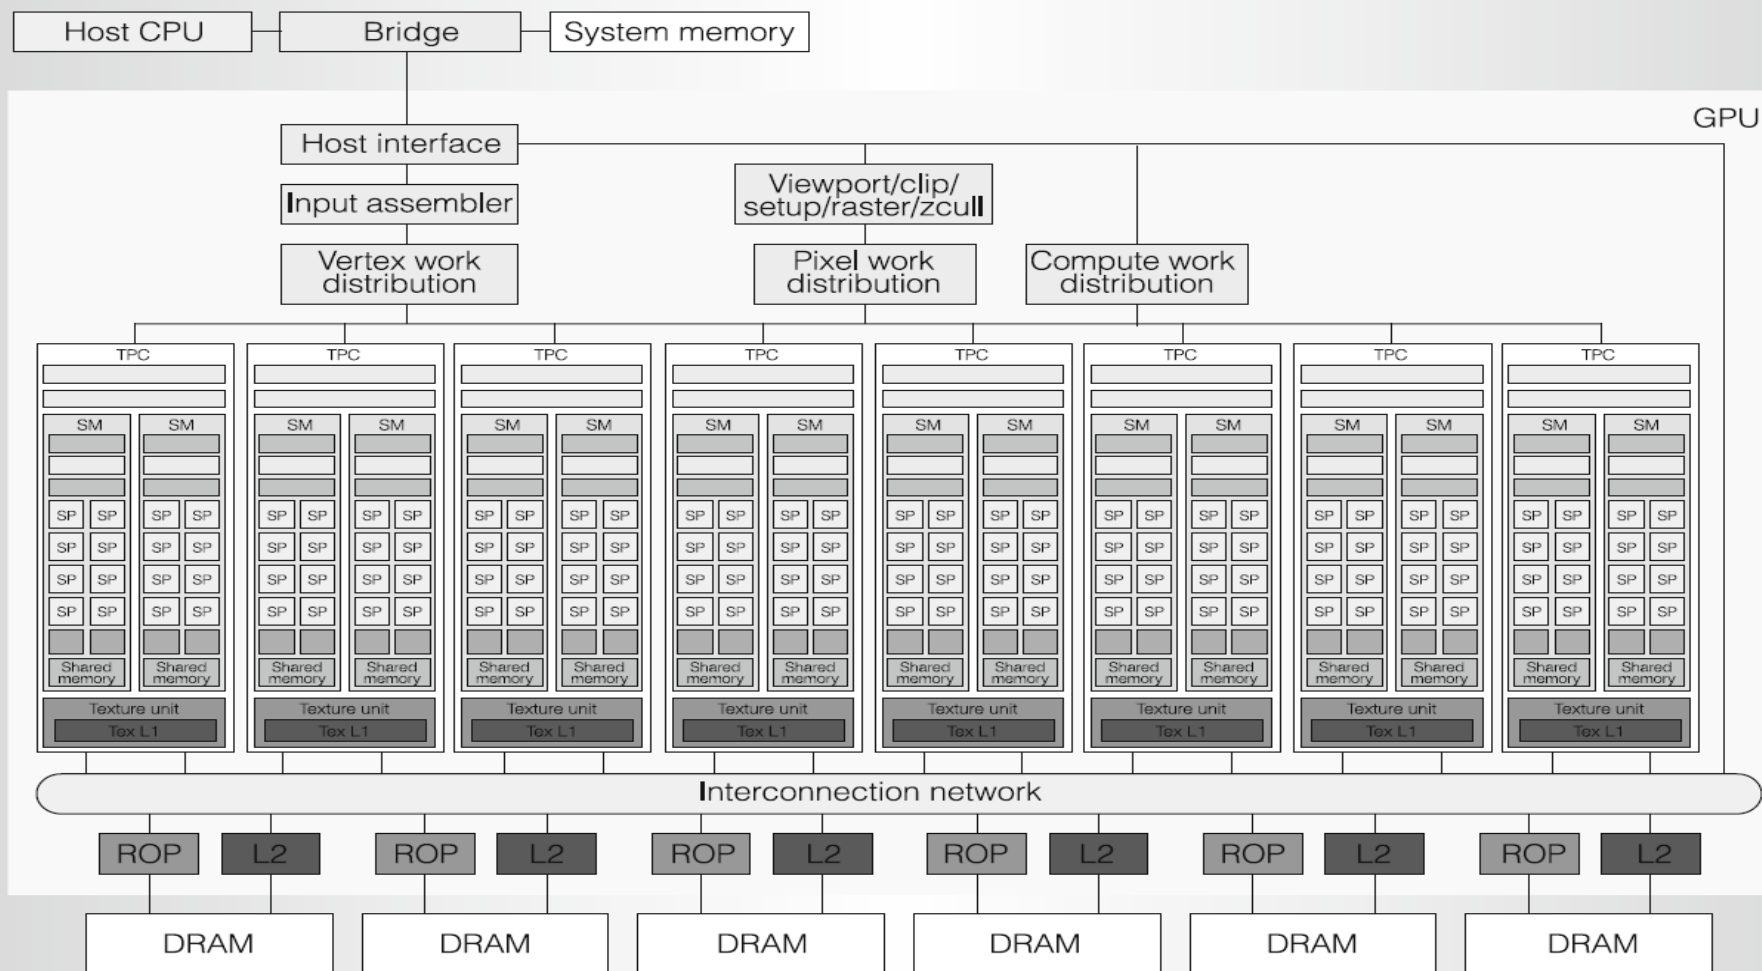 Host CPU
Bridge
System memory
GPU
Host interface
Viewport/clip/
setup/raster/zcull
Input assembler
Vertex work
distribution
Pixel work
distribution
Compute work
distribution
TPC TPC TPC TPC TPC TPC TPC TPC
SM SM SM SM SM SM SM SM SM SM SM SM SM SM SM SM
SP SP SP SP SP SP SP SP SP SP SP SP SP SP SP SP SP SP SP SP SP SP SP SP SP SP SP SP SP SP SP SP
SP SP SP SP SP SP SP SP SP SP SP SP SP SP SP SP SP SP SP SP SP SP SP SP SP SP SP SP SP SP SP SP
SP SP SP SP SP SP SP SP SP SP SP SP SP SP SP SP SP SP SP SP SP SP SP SP SP SP SP SP SP SP SP SP
SP SP SP SP SP SP SP SP SP SP SP SP SP SP SP SP SP SP SP SP SP SP SP SP SP SP SP SP SP SP SP SP
Shared Shared Shared Shared Shared Shared Shared Shared Shared Shared Shared Shared Shared Shared Shared Shared
memory memory memory memory memory memory memory memory memory memory memory memory memory memory memory memory
Texture unit Texture unit Texture unit Texture unit Texture unit Texture unit Texture unit Texture unit
Tex L1 Tex L1 Tex L1 Tex L1 Tex L1 Tex L1 Tex L1 Tex L1
Interconnection network
ROP L2 ROP L2 ROP L2 ROP L2 ROP L2 ROP L2
DRAM DRAM DRAM DRAM DRAM DRAM